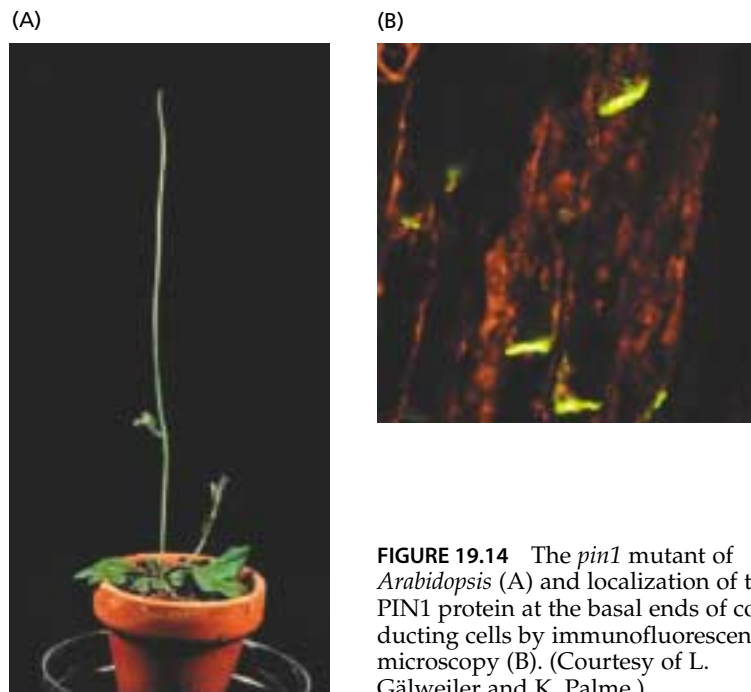 (A)
(B)
FIGURE 19.14 The pin1 mutant of
Arabidopsis (A) and localization of
PIN1 protein at the basal ends of
ducting cells by immunofluorescen
microscopy (B). (Courtesy of L.
Gälweiler and K. Palme.)